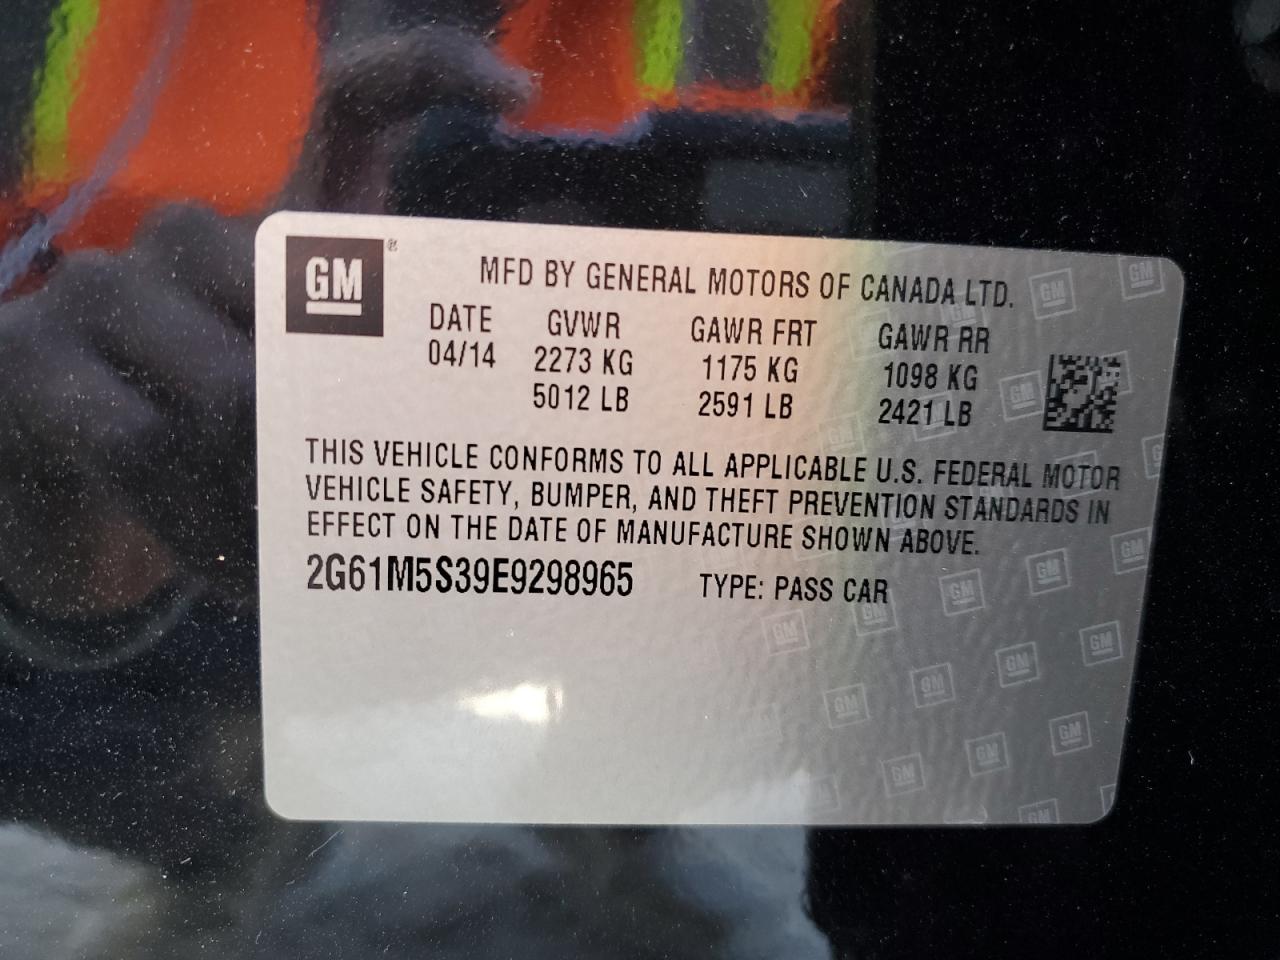 GM ®
MFD BY GENERAL MOTORS OF CANADA LTD.
DATE GVWR GAWR FRT GAWR RR
04/14 2273 KG 1175 KG 1098 KG
5012 LB 2591 LB 2421 LB
THIS VEHICLE CONFORMS TO ALL APPLICABLE U.S. FEDERAL MOTOR
VEHICLE SAFETY, BUMPER, AND THEFT PREVENTION STANDARDS IN
EFFECT ON THE DATE OF MANUFACTURE SHOWN ABOVE.
2G61M5S39E9298965 TYPE: PASS CAR